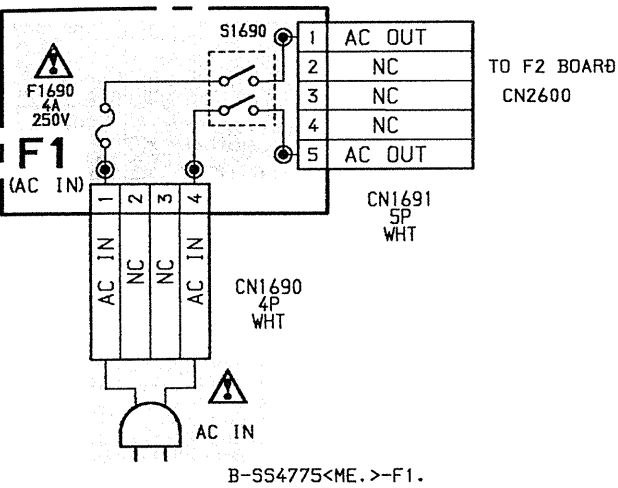 S1690
1 AC OUT
2 NC
3 NC
4 NC
5 AC OUT
TO F2 BOARD
CN2600
F1690
4A
250V
F1
(AC IN)
CN1691
5P
WHT
1 AC IN
2 NC
3 NC
4 AC IN
CN1690
4P
WHT
AC IN
B-SS4775<ME.>-F1.